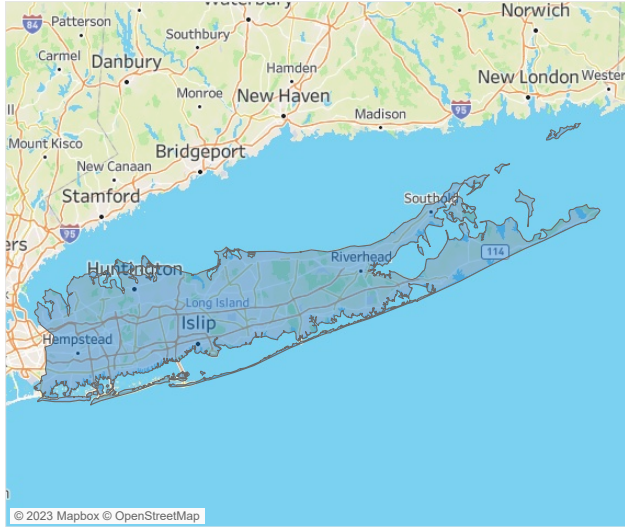 Norwich
84
Patterson
Southbury
Carmel
Danbury
Hamden
Monroe
New Haven
New London
95
Madison
Mount Kisco
Bridgeport
New Canaan
Stamford
Southold
95
114
Riverhead
Huntington
Long Island
Islip
Hempstead
© 2023 Mapbox © OpenStreetMap